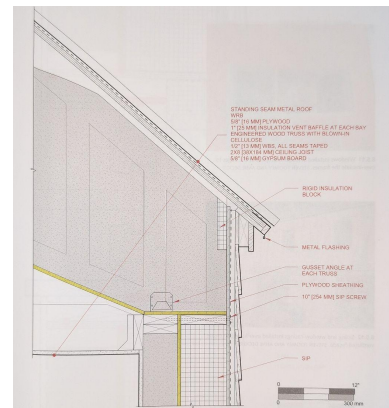 STANDING SEAM METAL ROOF
WRB
5/8" [16 MM] PLYWOOD
1" [25 MM] INSULATION VENT BAFFLE AT EACH BAY
ENGINEERED WOOD TRUSS WITH BLOWN-IN
CELLULOSE
1/2" [13 MM] WRB, ALL SEAMS TAPED
2X8 [38X184 MM] CEILING JOIST
5/8" [16 MM] GYPSUM BOARD
RIGID INSULATION
BLOCK
METAL FLASHING
GUSSET ANGLE AT
EACH TRUSS
PLYWOOD SHEATHING
10" [254 MM] SIP SCREW
SIP
0 12"
0 300 mm